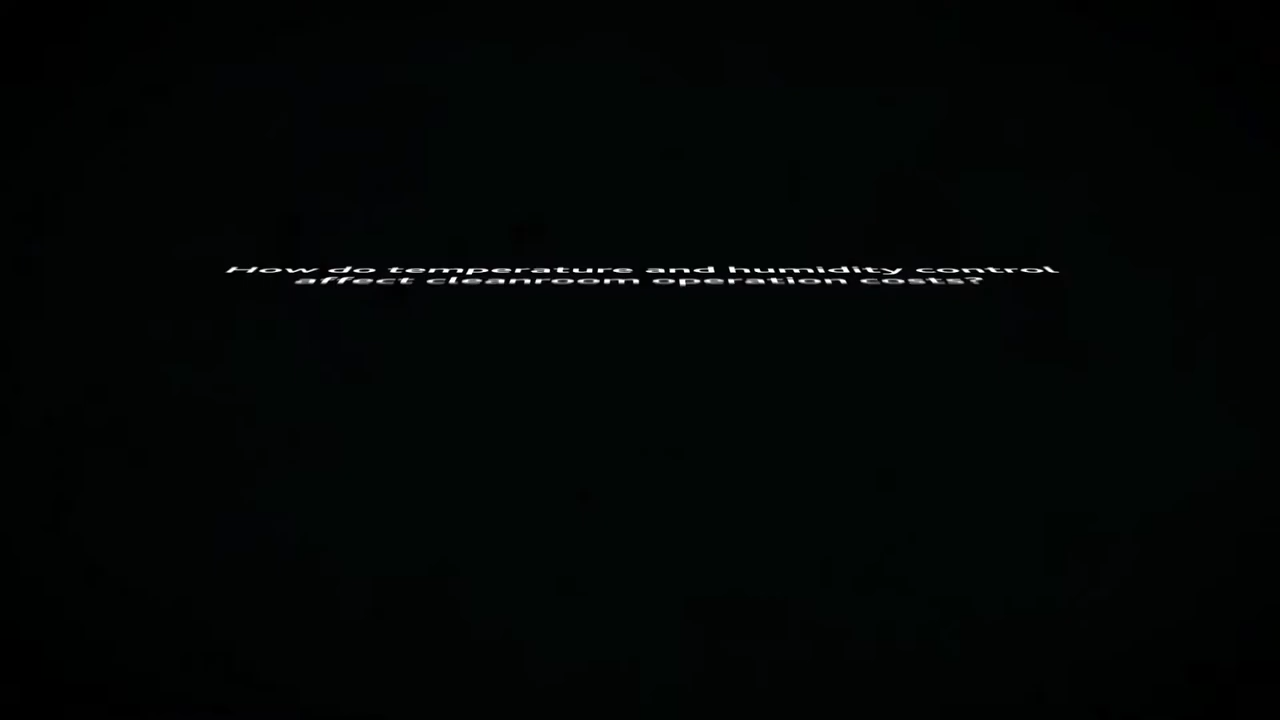 How do temperature and humidity control
affect cleanroom operation costs?